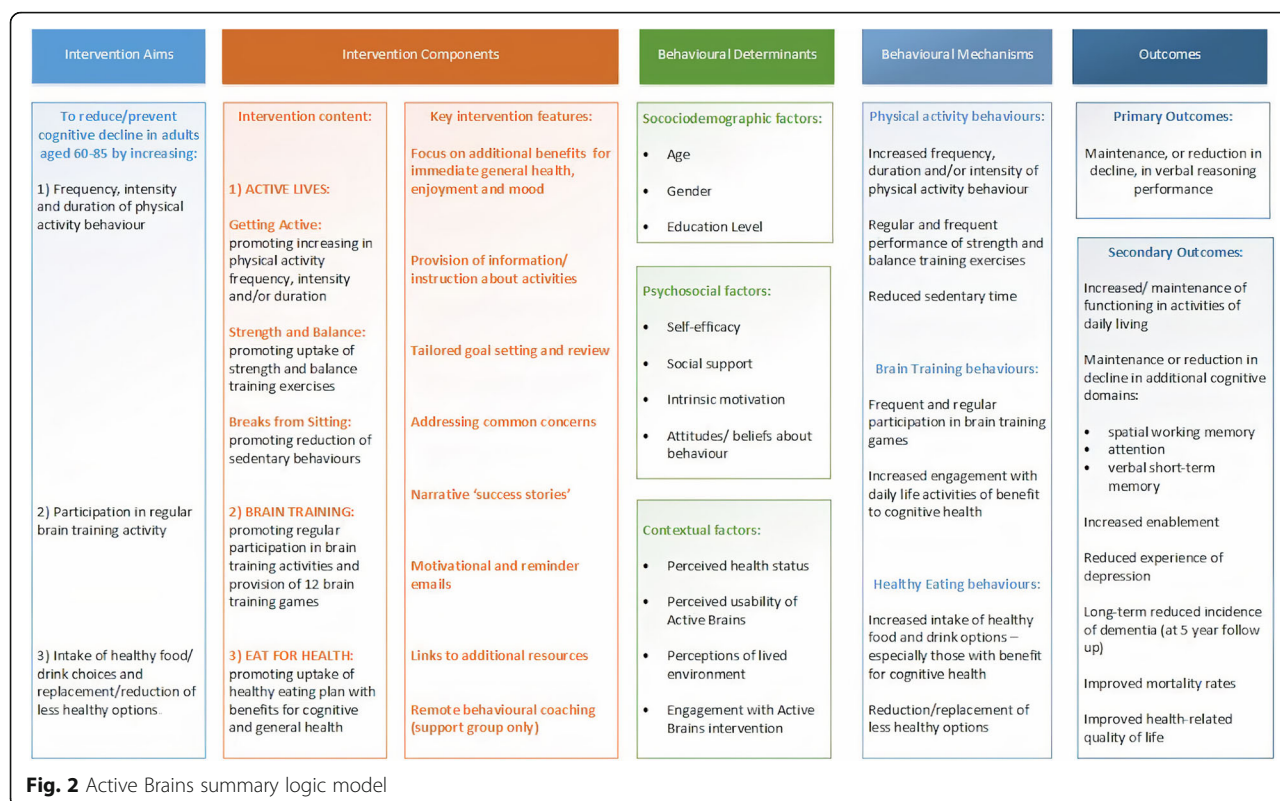 Intervention Aims
Intervention Components
Behavioural Determinants
Behavioural Mechanisms
Outcomes
To reduce/prevent
cognitive decline in adults
aged 60-85 by increasing:
1) Frequency, intensity
and duration of physical
activity behaviour
2) Participation in regular
brain training activity
3) Intake of healthy food/
drink choices and
replacement/reduction of
less healthy options.
Intervention content:
1) ACTIVE LIVES:
Getting Active:
promoting increasing in
physical activity
frequency, intensity
and/or duration
Strength and Balance:
promoting uptake of
strength and balance
training exercises
Breaks from Sitting:
promoting reduction of
sedentary behaviours
2) BRAIN TRAINING:
promoting regular
participation in brain
training activities and
provision of 12 brain
training games
3) EAT FOR HEALTH:
promoting uptake of
healthy eating plan with
benefits for cognitive
and general health
Key intervention features:
Focus on additional benefits for
immediate general health,
enjoyment and mood
Provision of information/
instruction about activities
Tailored goal setting and review
Addressing common concerns
Narrative ‘success stories’
Motivational and reminder
emails
Links to additional resources
Remote behavioural coaching
(support group only)
Socociodemographic factors:
• Age
• Gender
• Education Level
Psychosocial factors:
• Self-efficacy
• Social support
• Intrinsic motivation
• Attitudes/ beliefs about
behaviour
Contextual factors:
• Perceived health status
• Perceived usability of
Active Brains
• Perceptions of lived
environment
• Engagement with Active
Brains intervention
Physical activity behaviours:
Increased frequency,
duration and/or intensity of
physical activity behaviour
Regular and frequent
performance of strength and
balance training exercises
Reduced sedentary time
Brain Training behaviours:
Frequent and regular
participation in brain training
games
Increased engagement with
daily life activities of benefit
to cognitive health
Healthy Eating behaviours:
Increased intake of healthy
food and drink options –
especially those with benefit
for cognitive health
Reduction/replacement of
less healthy options
Primary Outcomes:
Maintenance, or reduction in
decline, in verbal reasoning
performance
Secondary Outcomes:
Increased/ maintenance of
functioning in activities of
daily living
Maintenance or reduction in
decline in additional cognitive
domains:
• spatial working memory
• attention
• verbal short-term
memory
Increased enablement
Reduced experience of
depression
Long-term reduced incidence
of dementia (at 5 year follow
up)
Improved mortality rates
Improved health-related
quality of life
Fig. 2 Active Brains summary logic model